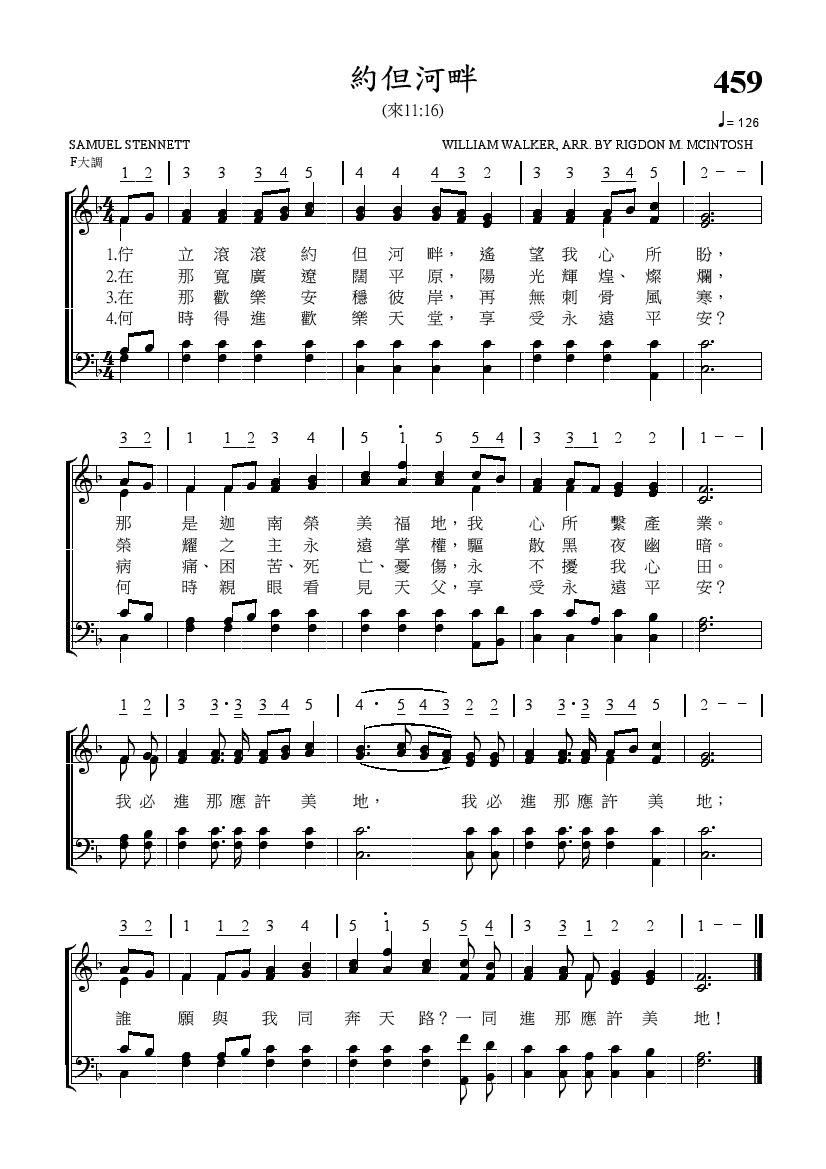 約但河畔
459
(來11:16)
♩= 126
SAMUEL STENNETT
WILLIAM WALKER, ARR. BY RIGDON M. MCINTOSH
F大調
1 2 | 3 3 3 4 5 | 4 4 4 3 2 | 3 3 3 4 5 | 2 – – |
1.佇 立 滾 滾 約 但 河 畔， 遙 望 我 心 所 盼，
2.在 那 寬 廣 遼 闊 平 原， 陽 光 輝 煌、 燦 爛，
3.在 那 歡 樂 安 穩 彼 岸， 再 無 刺 骨 風 寒，
4.何 時 得 進 歡 樂 天 堂， 享 受 永 遠 平 安？
3 2 | 1 1 2 3 4 | 5 1 5 5 4 | 3 3 1 2 2 | 1 – – |
那 是 迦 南 榮 美 福 地，我 心 所 繫 產 業。
榮 耀 之 主 永 遠 掌 權，驅 散 黑 夜 幽 暗。
病 痛、困 苦、死 亡、憂 傷，永 不 擾 我 心 田。
何 時 親 眼 看 見 天 父，享 受 永 遠 平 安？
1 2 | 3 3 · 3 3 4 5 | 4 · 5 4 3 2 2 | 3 3 · 3 3 4 5 | 2 – – |
我 必 進 那 應 許 美 地， 我 必 進 那 應 許 美 地；
3 2 | 1 1 2 3 4 | 5 1 5 5 4 | 3 3 1 2 2 | 1 – –
誰 願 與 我 同 奔 天 路？一 同 進 那 應 許 美 地！